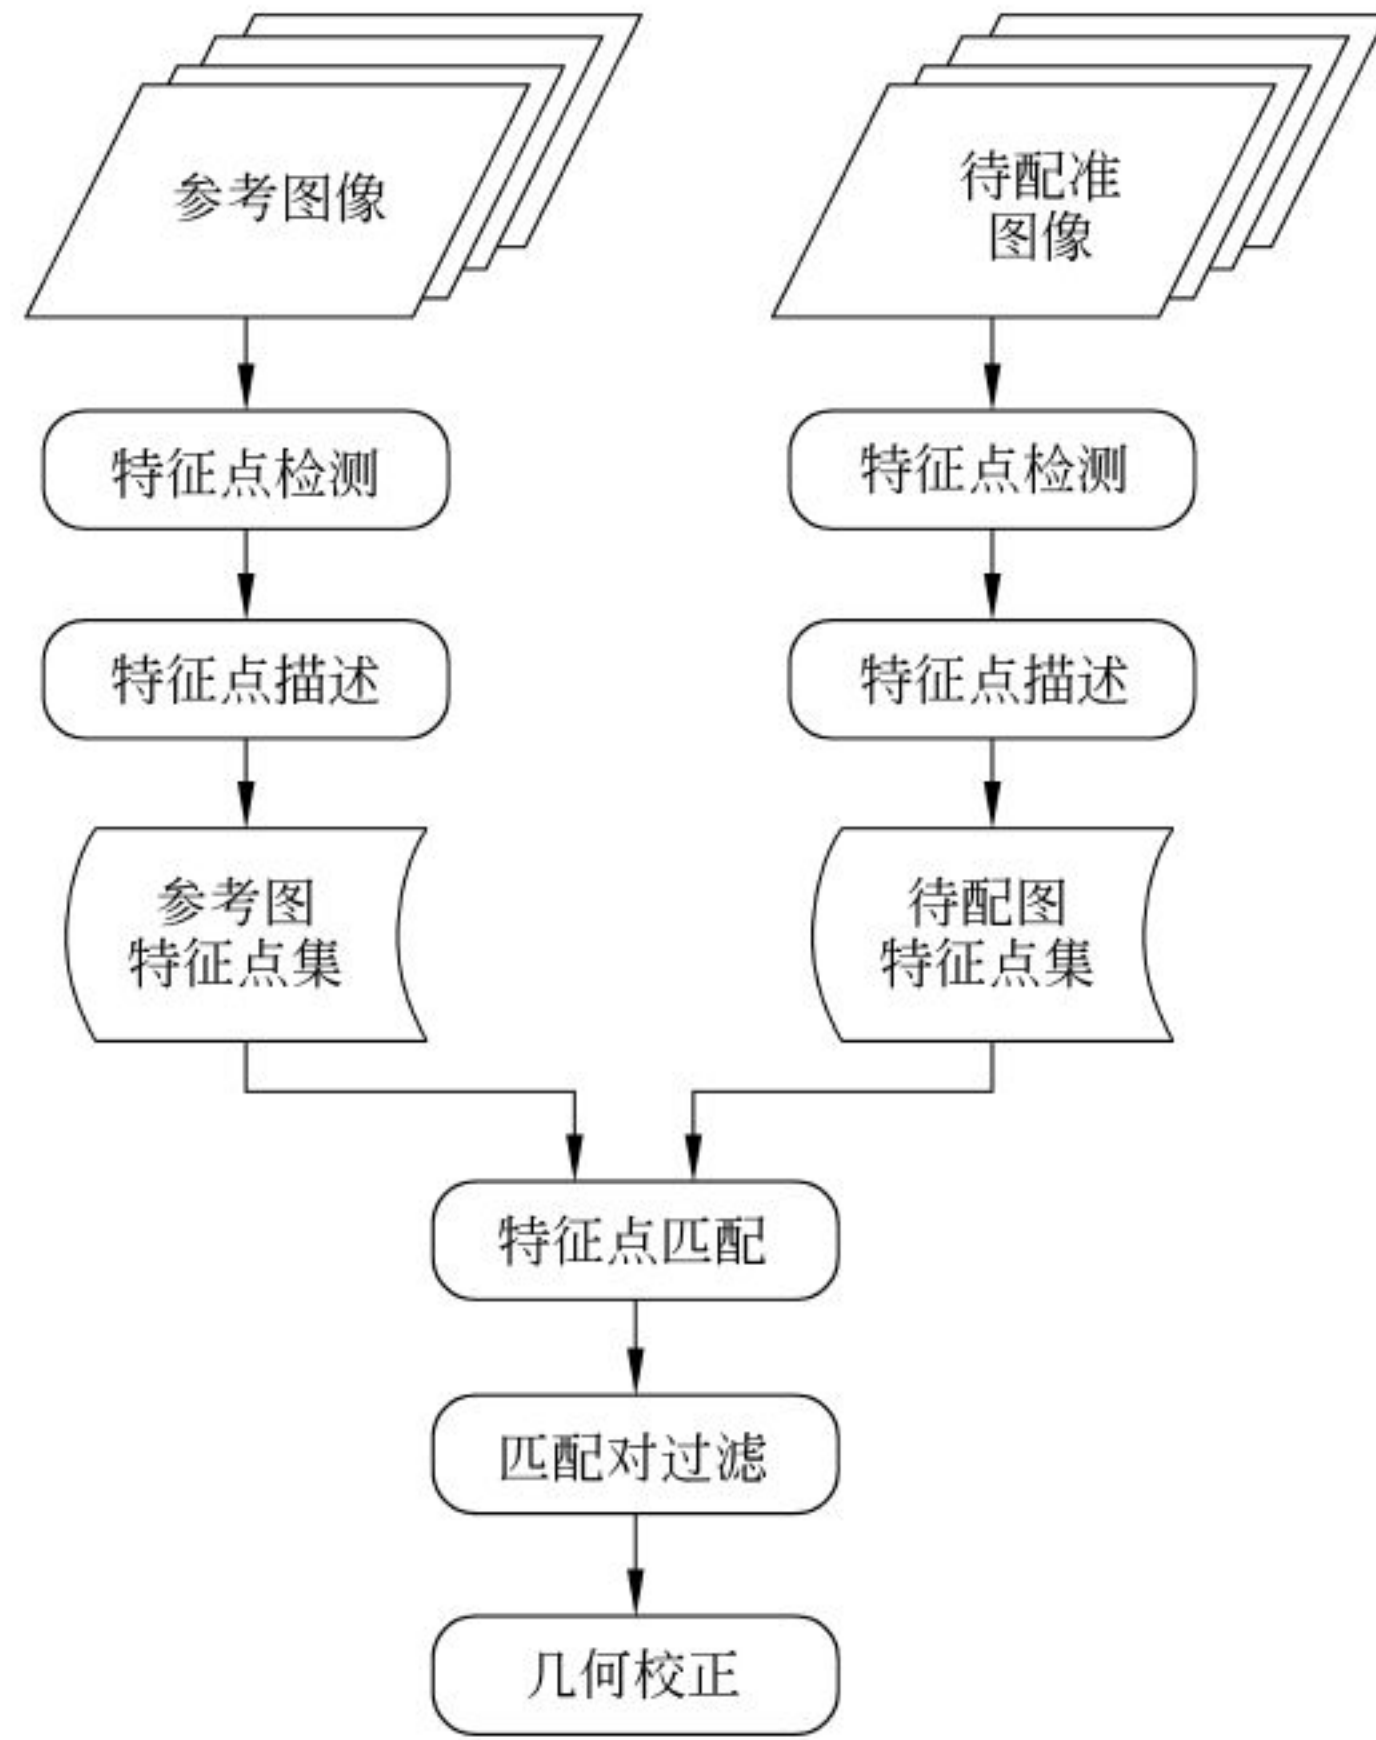 参考图像
待配准
图像
特征点检测
特征点检测
特征点描述
特征点描述
参考图
特征点集
待配图
特征点集
特征点匹配
匹配对过滤
几何校正